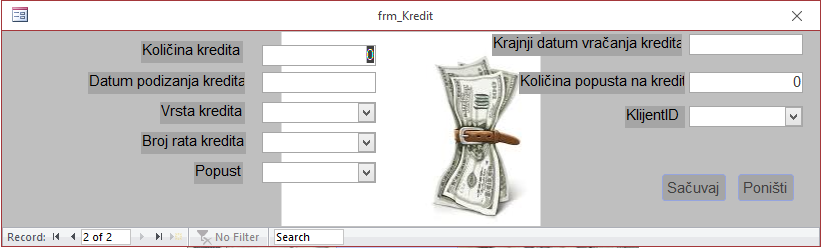 frm_Kredit
Količina kredita 0
Datum podizanja kredita
Vrsta kredita
Broj rata kredita
Popust
Krajnji datum vračanja kredita
Količina popusta na kredit 0
KlijentID
Sačuvaj Poništi
Record: 2 of 2 No Filter Search